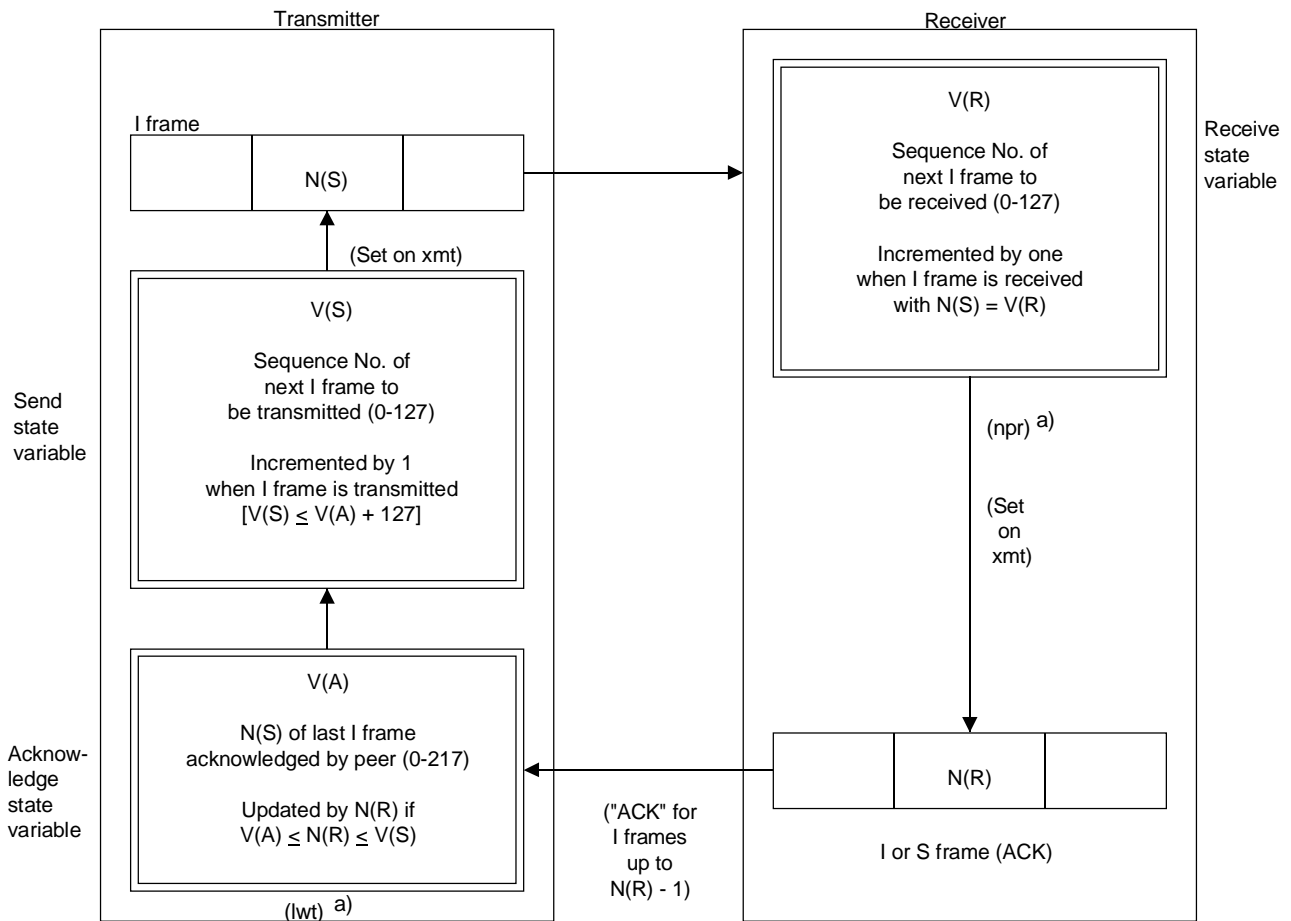 Transmitter
I frame
N(S)
(Set on xmt)
V(S)
Sequence No. of
next I frame to
be transmitted (0-127)
Incremented by 1
when I frame is transmitted
[V(S) ≤ V(A) + 127]
Send
state
variable
V(A)
N(S) of last I frame
acknowledged by peer (0-217)
Updated by N(R) if
V(A) ≤ N(R) ≤ V(S)
Acknow-
ledge
state
variable
(lwt) a)
Receiver
V(R)
Sequence No. of
next I frame to
be received (0-127)
Incremented by one
when I frame is received
with N(S) = V(R)
Receive
state
variable
(npr) a)
(Set
on
xmt)
N(R)
I or S frame (ACK)
("ACK" for
I frames
up to
N(R) - 1)